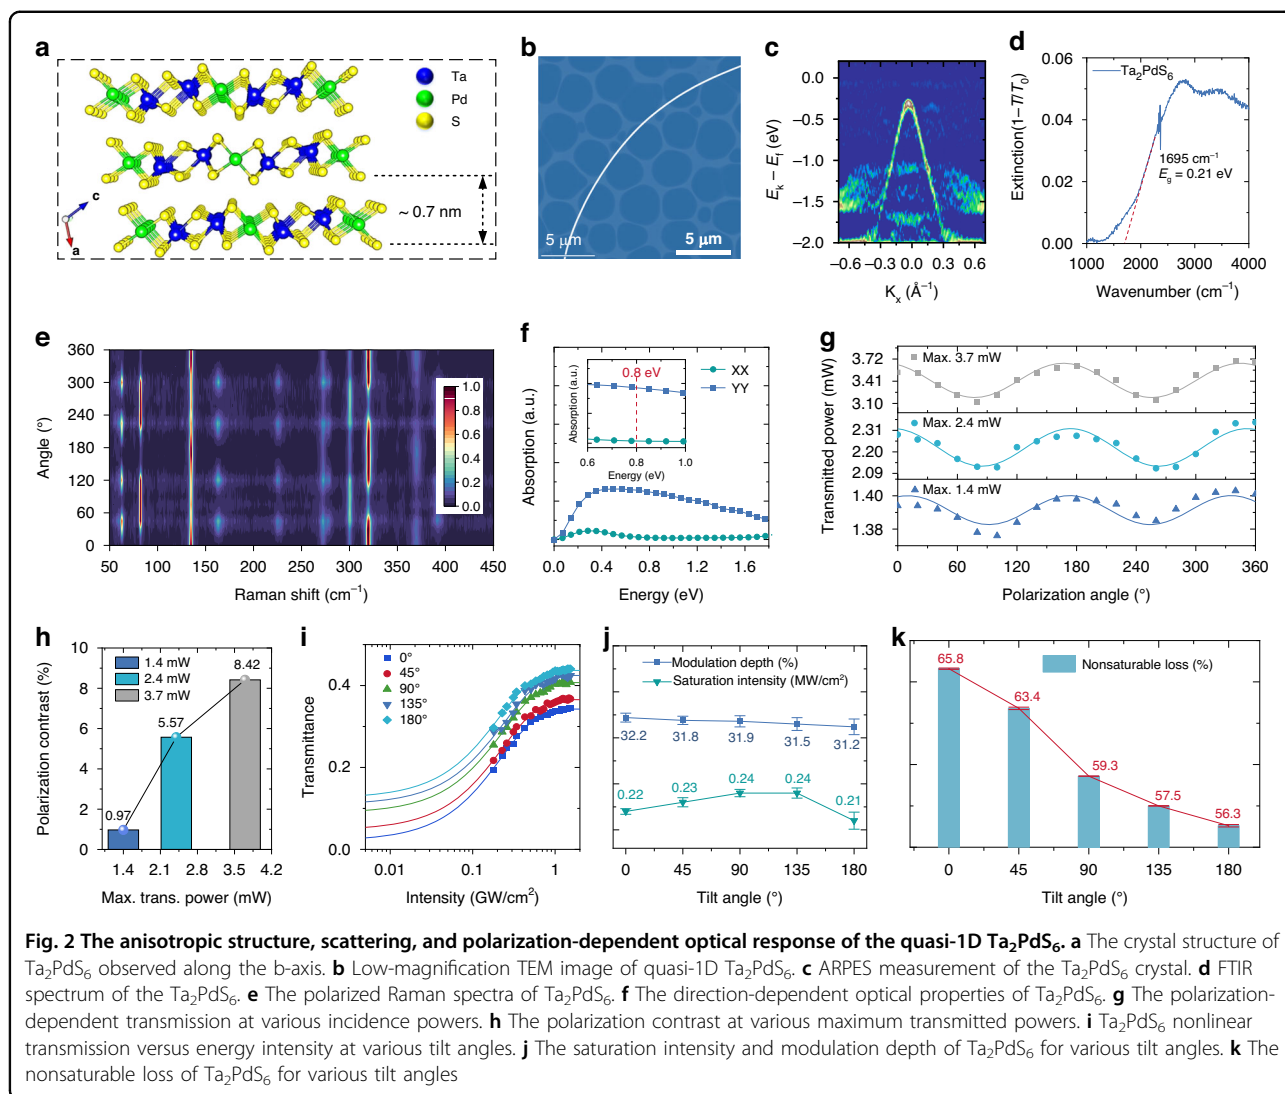 a
Ta
Pd
S
~ 0.7 nm
c
a
b
5 μm
5 μm
c
0.0
−0.5
−1.0
−1.5
−2.0
Ek − Ef (eV)
−0.6 −0.3 0.0 0.3 0.6
Kx (Å−1)
d
0.06
0.04
0.02
0.00
Extinction(1−T/T0)
Ta2PdS6
1695 cm−1
Eg = 0.21 eV
1000 2000 3000 4000
Wavenumber (cm−1)
e
360
300
240
180
120
60
0
Angle (°)
1.0
0.8
0.6
0.4
0.2
0.0
50 100 150 200 250 300 350 400 450
Raman shift (cm−1)
f
Absorption (a.u.)
XX
YY
0.8 eV
Absorption (a.u.)
0.6 0.8 1.0
Energy (eV)
0.0 0.4 0.8 1.2 1.6
Energy (eV)
g
Transmitted power (mW)
3.72
3.41
3.10
Max. 3.7 mW
2.31
2.20
2.09
Max. 2.4 mW
1.40
1.38
Max. 1.4 mW
0 60 120 180 240 300 360
Polarization angle (°)
h
10
8
6
4
2
0
Polarization contrast (%)
1.4 mW
2.4 mW
3.7 mW
0.97
5.57
8.42
1.4 2.1 2.8 3.5 4.2
Max. trans. power (mW)
i
0.4
0.2
0.0
Transmittance
0°
45°
90°
135°
180°
0.01 0.1 1
Intensity (GW/cm2)
j
Modulation depth (%)
Saturation intensity (MW/cm2)
32.2 31.8 31.9 31.5 31.2
0.22 0.23 0.24 0.24 0.21
0 45 90 135 180
Tilt angle (°)
k
Nonsaturable loss (%)
65.8
63.4
59.3
57.5
56.3
0 45 90 135 180
Tilt angle (°)
Fig. 2 The anisotropic structure, scattering, and polarization-dependent optical response of the quasi-1D Ta2PdS6. a The crystal structure of
Ta2PdS6 observed along the b-axis. b Low-magnification TEM image of quasi-1D Ta2PdS6. c ARPES measurement of the Ta2PdS6 crystal. d FTIR
spectrum of the Ta2PdS6. e The polarized Raman spectra of Ta2PdS6. f The direction-dependent optical properties of Ta2PdS6. g The polarization-
dependent transmission at various incidence powers. h The polarization contrast at various maximum transmitted powers. i Ta2PdS6 nonlinear
transmission versus energy intensity at various tilt angles. j The saturation intensity and modulation depth of Ta2PdS6 for various tilt angles. k The
nonsaturable loss of Ta2PdS6 for various tilt angles